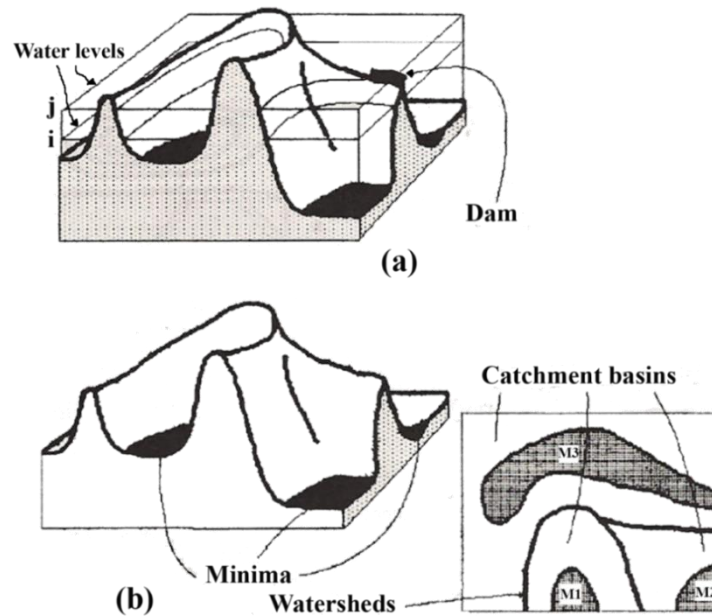 Water levels
j
i
Dam
(a)
Catchment basins
M3
Minima
(b)
Watersheds
M1
M2